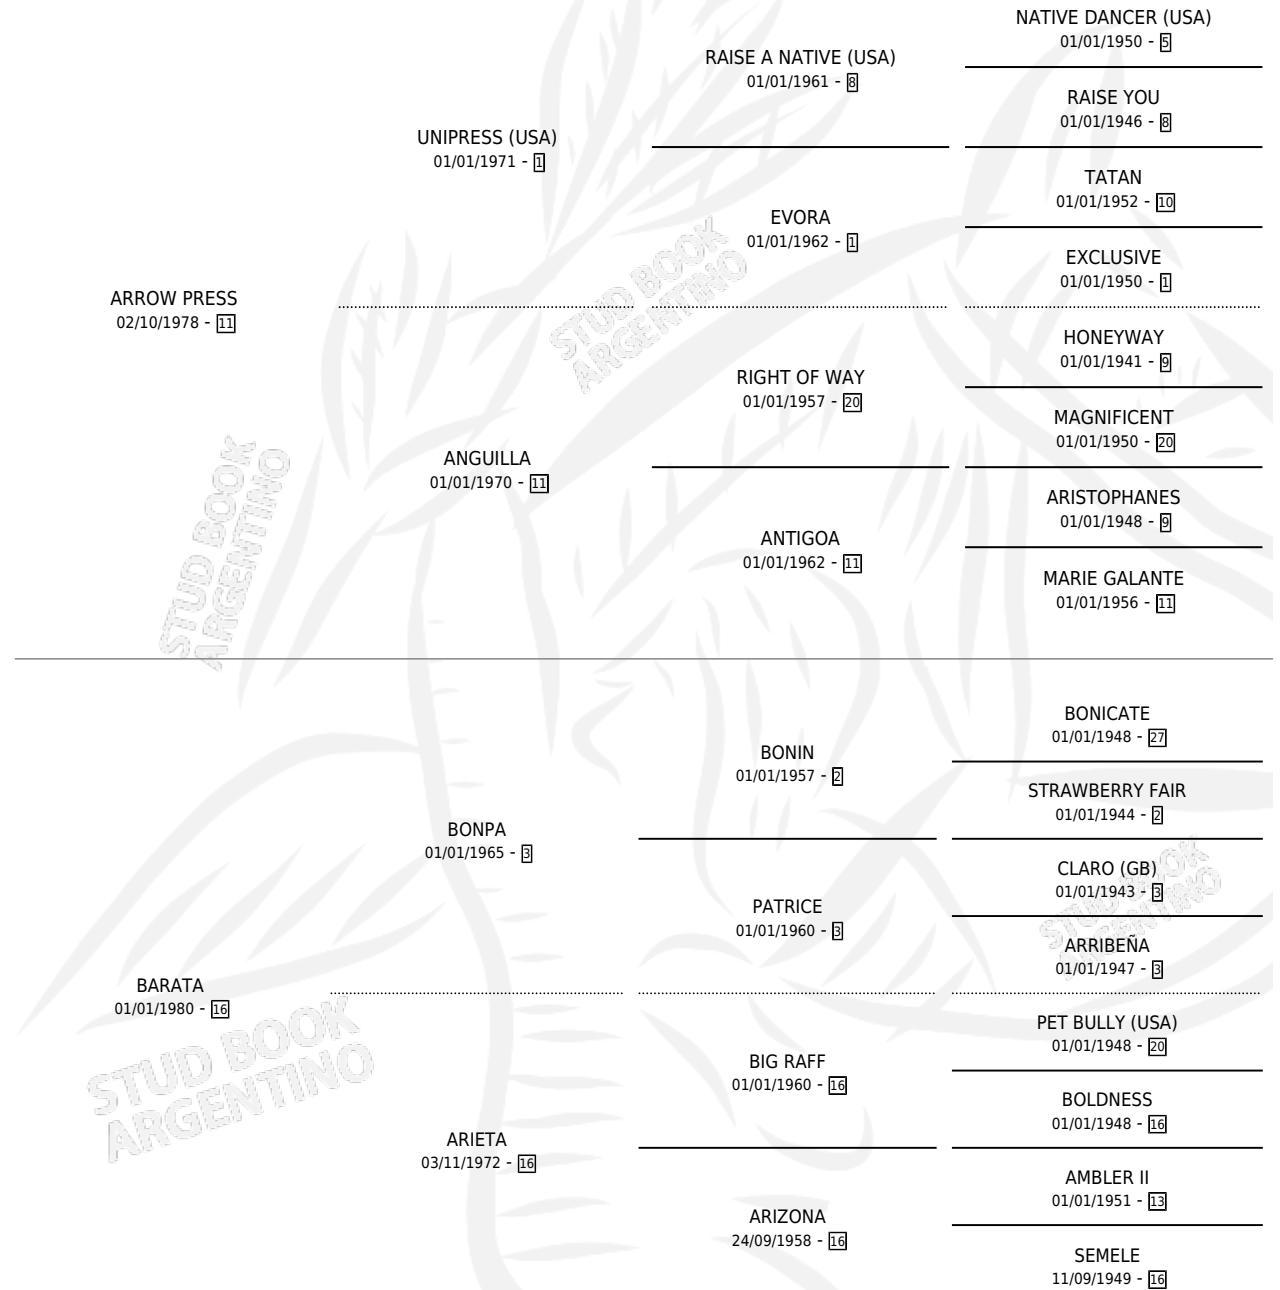 NATIVE DANCER (USA)
01/01/1950 - 5
RAISE A NATIVE (USA)
01/01/1961 - 8
RAISE YOU
01/01/1946 - 8
UNIPRESS (USA)
01/01/1971 - 1
TATAN
01/01/1952 - 10
EVORA
01/01/1962 - 1
EXCLUSIVE
01/01/1950 - 1
ARROW PRESS
02/10/1978 - 11
HONEYWAY
01/01/1941 - 9
RIGHT OF WAY
01/01/1957 - 20
MAGNIFICENT
01/01/1950 - 20
ANGUILLA
01/01/1970 - 11
ARISTOPHANES
01/01/1948 - 9
ANTIGOA
01/01/1962 - 11
MARIE GALANTE
01/01/1956 - 11
STUD BOOK
ARGENTINO
STUD BOOK
ARGENTINO
BONICATE
01/01/1948 - 27
BONIN
01/01/1957 - 2
STRAWBERRY FAIR
01/01/1944 - 2
BONPA
01/01/1965 - 3
CLARO (GB)
01/01/1943 - 3
PATRICE
01/01/1960 - 3
ARRIBEÑA
01/01/1947 - 3
BARATA
01/01/1980 - 16
PET BULLY (USA)
01/01/1948 - 20
BIG RAFF
01/01/1960 - 16
BOLDNESS
01/01/1948 - 16
ARIETA
03/11/1972 - 16
AMBLER II
01/01/1951 - 13
ARIZONA
24/09/1958 - 16
SEMELE
11/09/1949 - 16
STUD BOOK
ARGENTINO
STUD BOOK
ARGENTINO